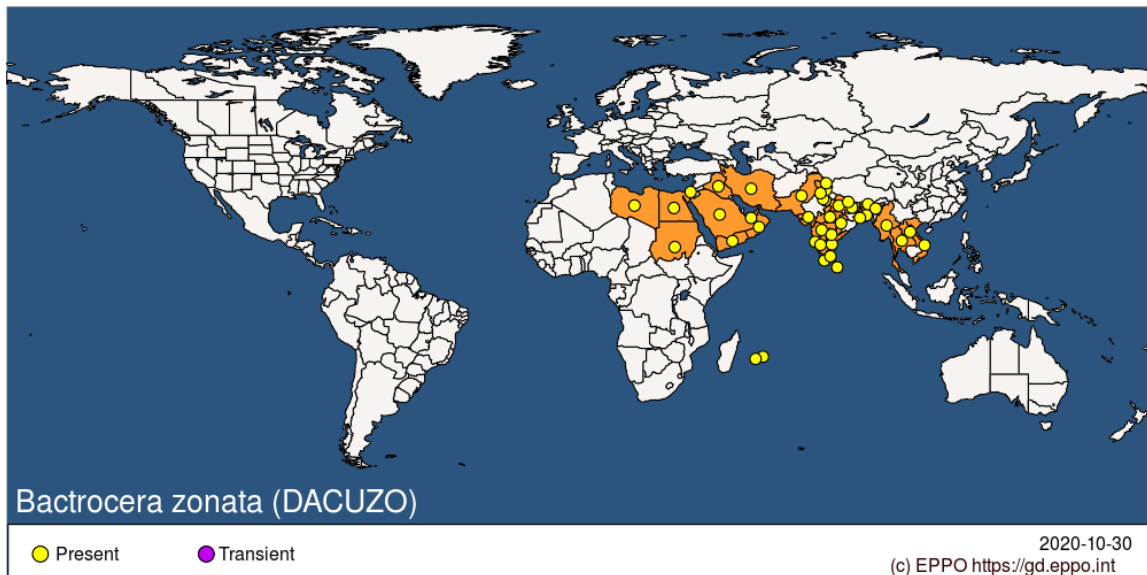 Bactrocera zonata (DACUZO)
Present
Transient
2020-10-30
(c) EPPO https://gd.eppo.int